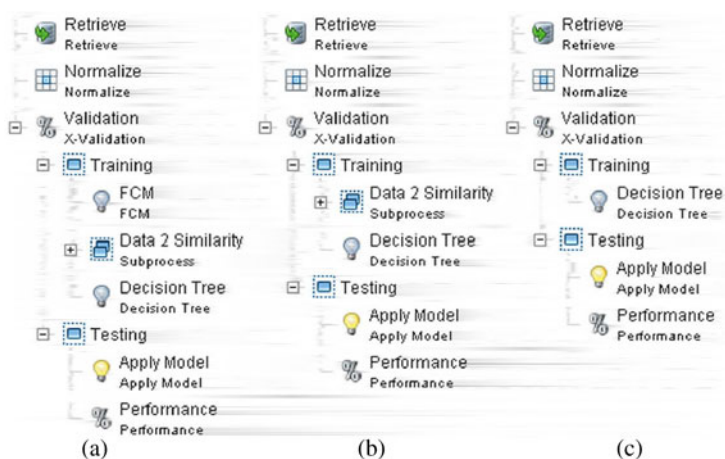 Retrieve
Retrieve
Normalize
Normalize
Validation
X-Validation
Training
FCM
FCM
Data 2 Similarity
Subprocess
Decision Tree
Decision Tree
Testing
Apply Model
Apply Model
Performance
Performance
(a)
Retrieve
Retrieve
Normalize
Normalize
Validation
X-Validation
Training
Data 2 Similarity
Subprocess
Decision Tree
Decision Tree
Testing
Apply Model
Apply Model
Performance
Performance
(b)
Retrieve
Retrieve
Normalize
Normalize
Validation
X-Validation
Training
Decision Tree
Decision Tree
Testing
Apply Model
Apply Model
Performance
Performance
(c)